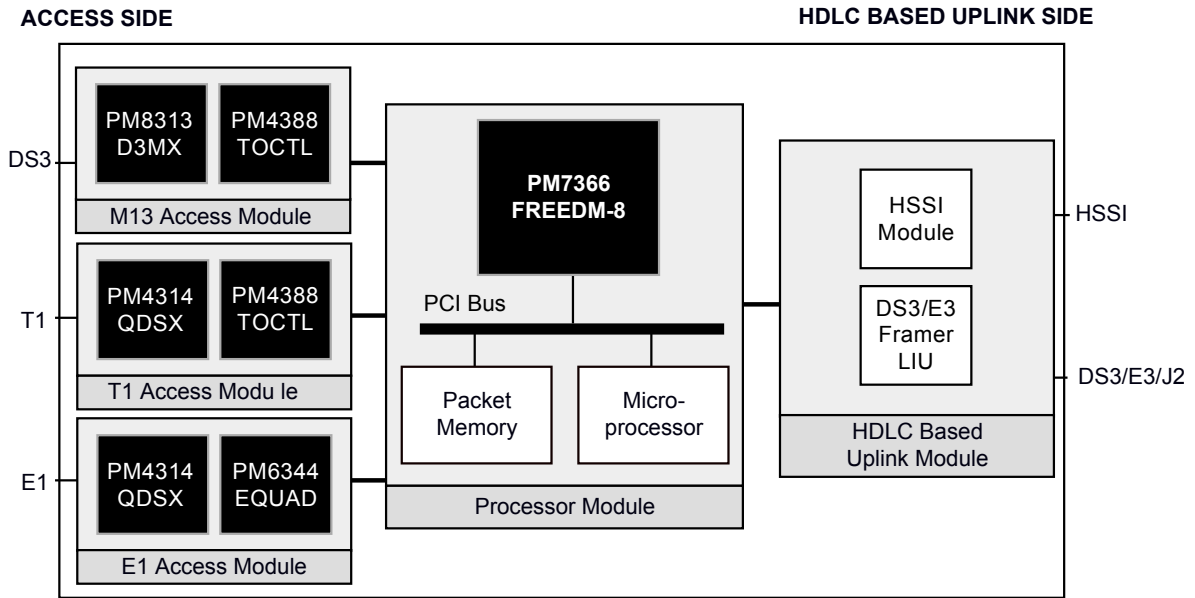 ACCESS SIDE
HDLC BASED UPLINK SIDE
DS3
PM8313
D3MX
PM4388
TOCTL
M13 Access Module
T1
PM4314
QDSX
PM4388
TOCTL
T1 Access Modu le
E1
PM4314
QDSX
PM6344
EQUAD
E1 Access Module
PM7366
FREEDM-8
PCI Bus
Packet
Memory
Micro-
processor
Processor Module
HSSI
Module
DS3/E3
Framer
LIU
HDLC Based
Uplink Module
HSSI
DS3/E3/J2